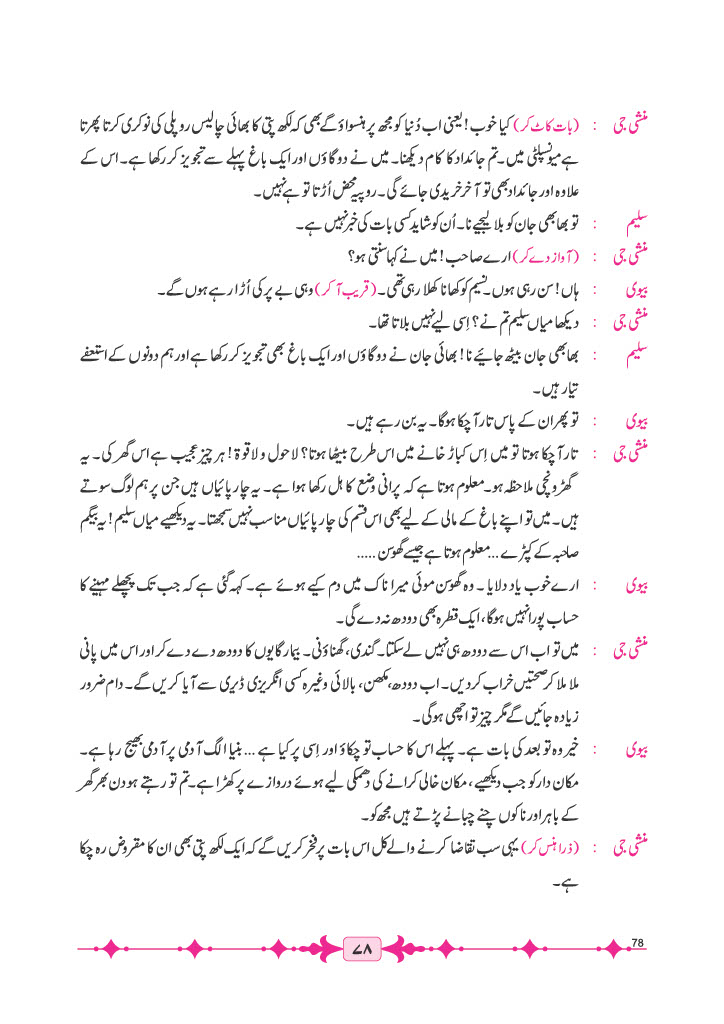 منشی جی : (بات کاٹ کر) کیا خوب! یعنی اب دُنیا کو مجھ پر ہنسواؤ گے بھی کہ لکھ پتی کا بھائی چالیس روپلی کی نوکری کرتا پھرتا
ہے میونسپلٹی میں۔ تم جائداد کا کام دیکھنا۔ میں نے دو گاؤں اور ایک باغ پہلے سے تجویز کر رکھا ہے۔ اس کے
علاوہ اور جائداد بھی تو آخر خریدی جائے گی۔ روپیہ محض اُڑتا تو ہے نہیں۔
سلیم : تو بھابھی جان کو بلا لیجیے نا۔ اُن کو شاید کسی بات کی خبر نہیں ہے۔
منشی جی : (آواز دے کر) ارے صاحب! میں نے کہا سنتی ہو؟
بیوی : ہاں! سن رہی ہوں۔ نسیم کو کھانا کھلا رہی تھی۔ (قریب آ کر) وہی بے پر کی اُڑا رہے ہوں گے۔
منشی جی : دیکھا میاں سلیم تم نے؟ اِسی لیے نہیں بلاتا تھا۔
سلیم : بھابھی جان بیٹھ جائیے نا! بھائی جان نے دو گاؤں اور ایک باغ بھی تجویز کر رکھا ہے اور ہم دونوں کے استعفے
تیار ہیں۔
بیوی : تو پھر ان کے پاس تار آ چکا ہوگا۔ یہ بن رہے ہیں۔
منشی جی : تار آ چکا ہوتا تو میں اِس کباڑ خانے میں اس طرح بیٹھا ہوتا؟ لاحول و لا قوۃ! ہر چیز عجیب ہے اس گھر کی۔ یہ
گھڑونچی ملاحظہ ہو۔ معلوم ہوتا ہے کہ پرانی وضع کا ہل رکھا ہوا ہے۔ یہ چارپائیاں ہیں جن پر ہم لوگ سوتے
ہیں۔ میں تو اپنے باغ کے مالی کے لیے بھی اس قسم کی چارپائیاں مناسب نہیں سمجھتا۔ یہ دیکھیے میاں سلیم! یہ بیگم
صاحبہ کے کپڑے ... معلوم ہوتا ہے جیسے گھوسن .....
بیوی : ارے خوب یاد دلایا۔ وہ گھوسن موئی میرا ناک میں دم کیے ہوئے ہے۔ کہہ گئی ہے کہ جب تک پچھلے مہینے کا
حساب پورا نہیں ہوگا، ایک قطرہ بھی دودھ نہ دے گی۔
منشی جی : میں تو اب اس سے دودھ ہی نہیں لے سکتا۔ گندی، گھناؤنی۔ بیمار گایوں کا دودھ دے دے کر اور اس میں پانی
ملا ملا کر صحتیں خراب کر دیں۔ اب دودھ، مکھن، بالائی وغیرہ کسی انگریزی ڈیری سے آیا کریں گے۔ دام ضرور
زیادہ جائیں گے مگر چیز تو اچھی ہوگی۔
بیوی : خیر وہ تو بعد کی بات ہے۔ پہلے اس کا حساب تو چکاؤ اور اِسی پر کیا ہے ... بنیا الگ آدمی پر آدمی بھیج رہا ہے۔
مکان دار کو جب دیکھیے، مکان خالی کرانے کی دھمکی لیے ہوئے دروازے پر کھڑا ہے۔ تم تو رہتے ہو دن بھر گھر
کے باہر اور ناکوں چنے چبانے پڑتے ہیں مجھ کو۔
منشی جی : (ذرا ہنس کر) یہی سب تقاضا کرنے والے کل اس بات پر فخر کریں گے کہ ایک لکھ پتی بھی ان کا مقروض رہ چکا
ہے۔
۷۸
78